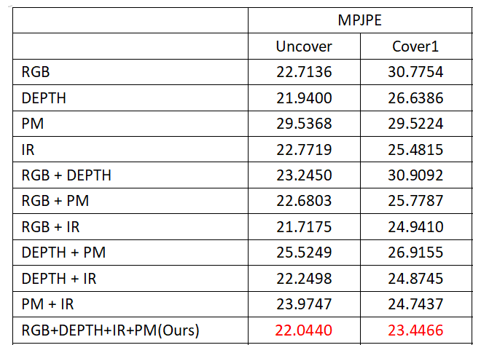 MPJPE
Uncover Cover1
RGB 22.7136 30.7754
DEPTH 21.9400 26.6386
PM 29.5368 29.5224
IR 22.7719 25.4815
RGB + DEPTH 23.2450 30.9092
RGB + PM 22.6803 25.7787
RGB + IR 21.7175 24.9410
DEPTH + PM 25.5249 26.9155
DEPTH + IR 22.2498 24.8745
PM + IR 23.9747 24.7437
RGB+DEPTH+IR+PM(Ours) 22.0440 23.4466